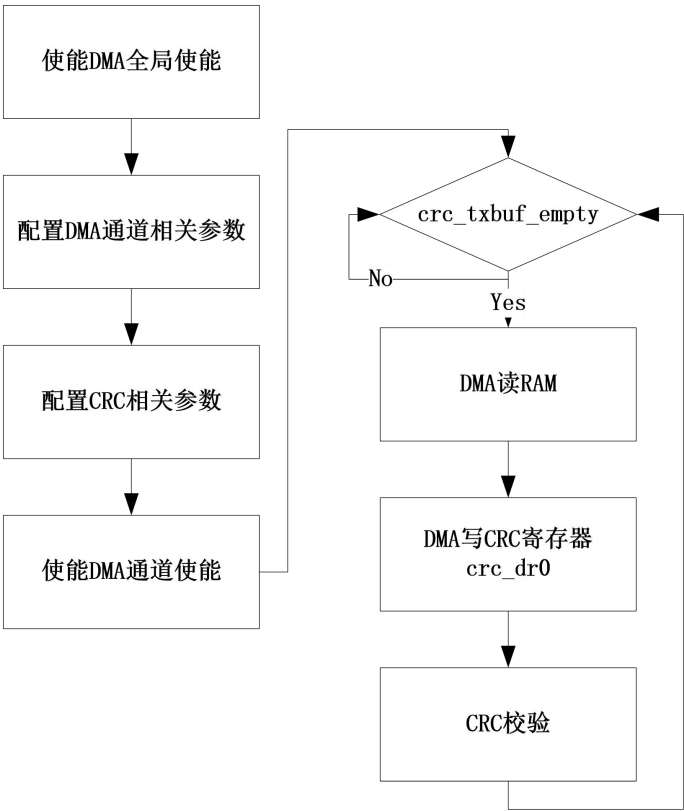 使能DMA全局使能
配置DMA通道相关参数
配置CRC相关参数
使能DMA通道使能
crc_txbuf_empty
No
Yes
DMA读RAM
DMA写CRC寄存器
crc_dr0
CRC校验